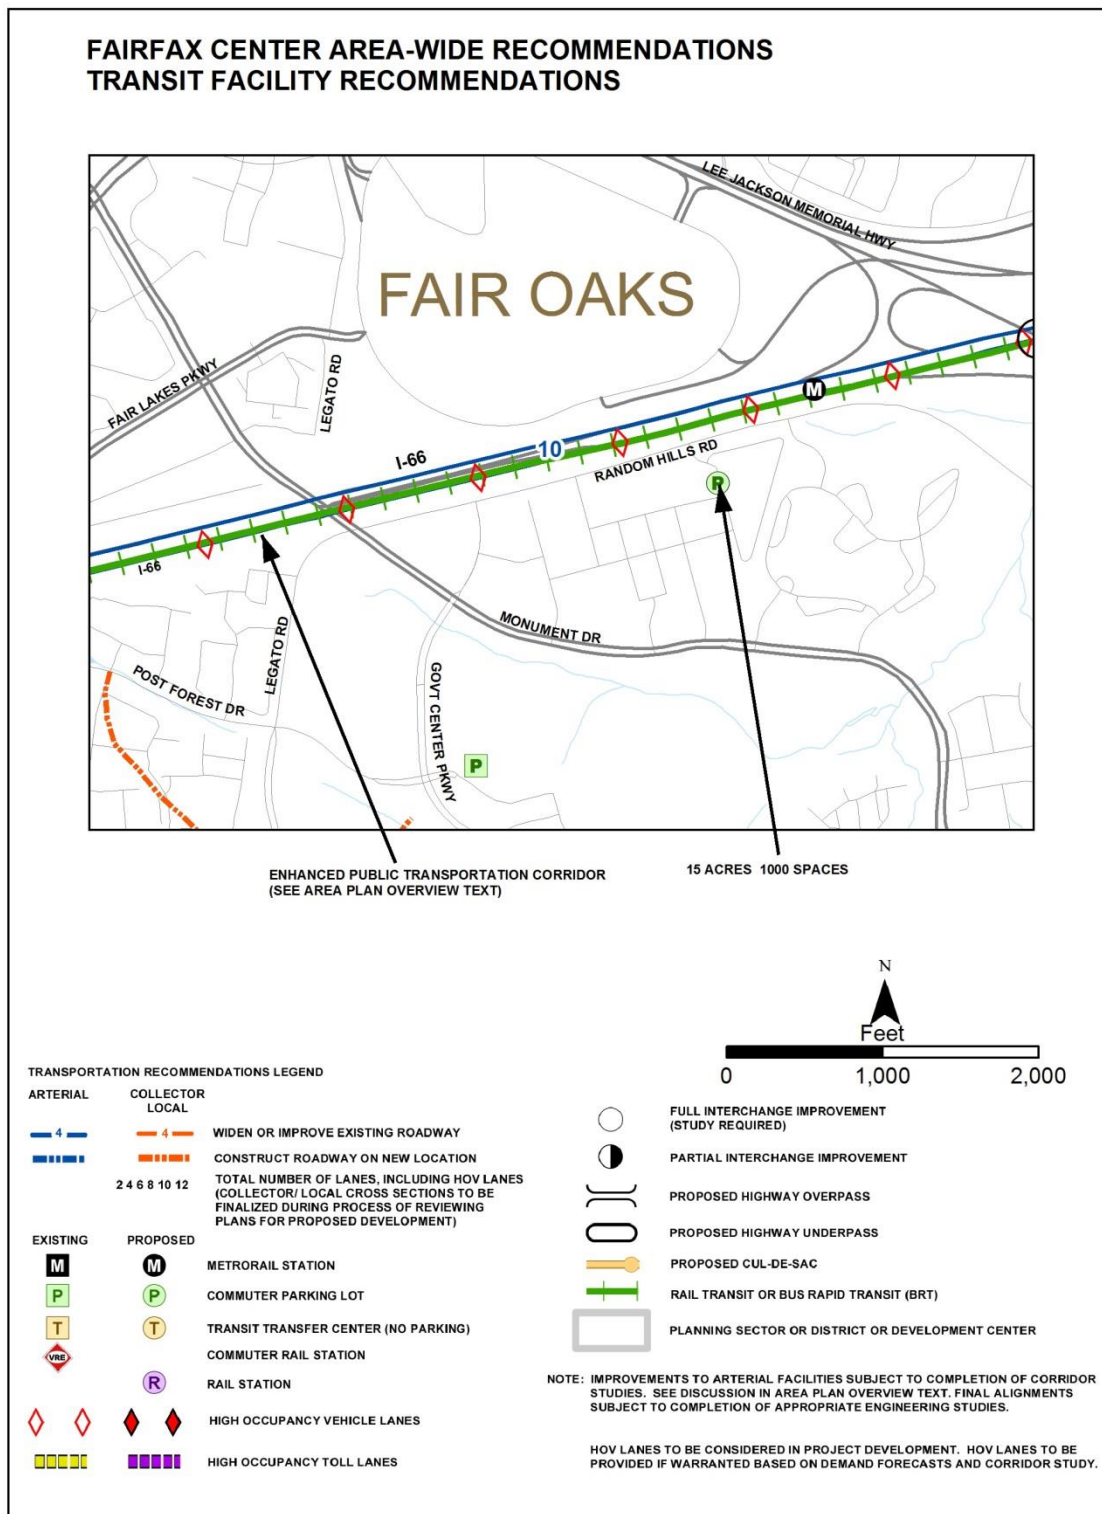 FAIRFAX CENTER AREA-WIDE RECOMMENDATIONS
TRANSIT FACILITY RECOMMENDATIONS
LEE JACKSON MEMORIAL HWY
FAIR OAKS
FAIR LAKES PKWY
LEGATO RD
M
I-66
10
RANDOM HILLS RD
P
I-66
MONUMENT DR
LEGATO RD
POST FOREST DR
GOVT CENTER PKWY
P
ENHANCED PUBLIC TRANSPORTATION CORRIDOR
(SEE AREA PLAN OVERVIEW TEXT)
15 ACRES 1000 SPACES
N
Feet
0 1,000 2,000
TRANSPORTATION RECOMMENDATIONS LEGEND
ARTERIAL COLLECTOR
LOCAL
4 4 WIDEN OR IMPROVE EXISTING ROADWAY
CONSTRUCT ROADWAY ON NEW LOCATION
2 4 6 8 10 12 TOTAL NUMBER OF LANES, INCLUDING HOV LANES
(COLLECTOR/ LOCAL CROSS SECTIONS TO BE
FINALIZED DURING PROCESS OF REVIEWING
PLANS FOR PROPOSED DEVELOPMENT)
EXISTING PROPOSED
M M METRORAIL STATION
P P COMMUTER PARKING LOT
T T TRANSIT TRANSFER CENTER (NO PARKING)
VRE COMMUTER RAIL STATION
R RAIL STATION
HIGH OCCUPANCY VEHICLE LANES
HIGH OCCUPANCY TOLL LANES
FULL INTERCHANGE IMPROVEMENT
(STUDY REQUIRED)
PARTIAL INTERCHANGE IMPROVEMENT
PROPOSED HIGHWAY OVERPASS
PROPOSED HIGHWAY UNDERPASS
PROPOSED CUL-DE-SAC
RAIL TRANSIT OR BUS RAPID TRANSIT (BRT)
PLANNING SECTOR OR DISTRICT OR DEVELOPMENT CENTER
NOTE: IMPROVEMENTS TO ARTERIAL FACILITIES SUBJECT TO COMPLETION OF CORRIDOR
STUDIES. SEE DISCUSSION IN AREA PLAN OVERVIEW TEXT. FINAL ALIGNMENTS
SUBJECT TO COMPLETION OF APPROPRIATE ENGINEERING STUDIES.
HOV LANES TO BE CONSIDERED IN PROJECT DEVELOPMENT. HOV LANES TO BE
PROVIDED IF WARRANTED BASED ON DEMAND FORECASTS AND CORRIDOR STUDY.